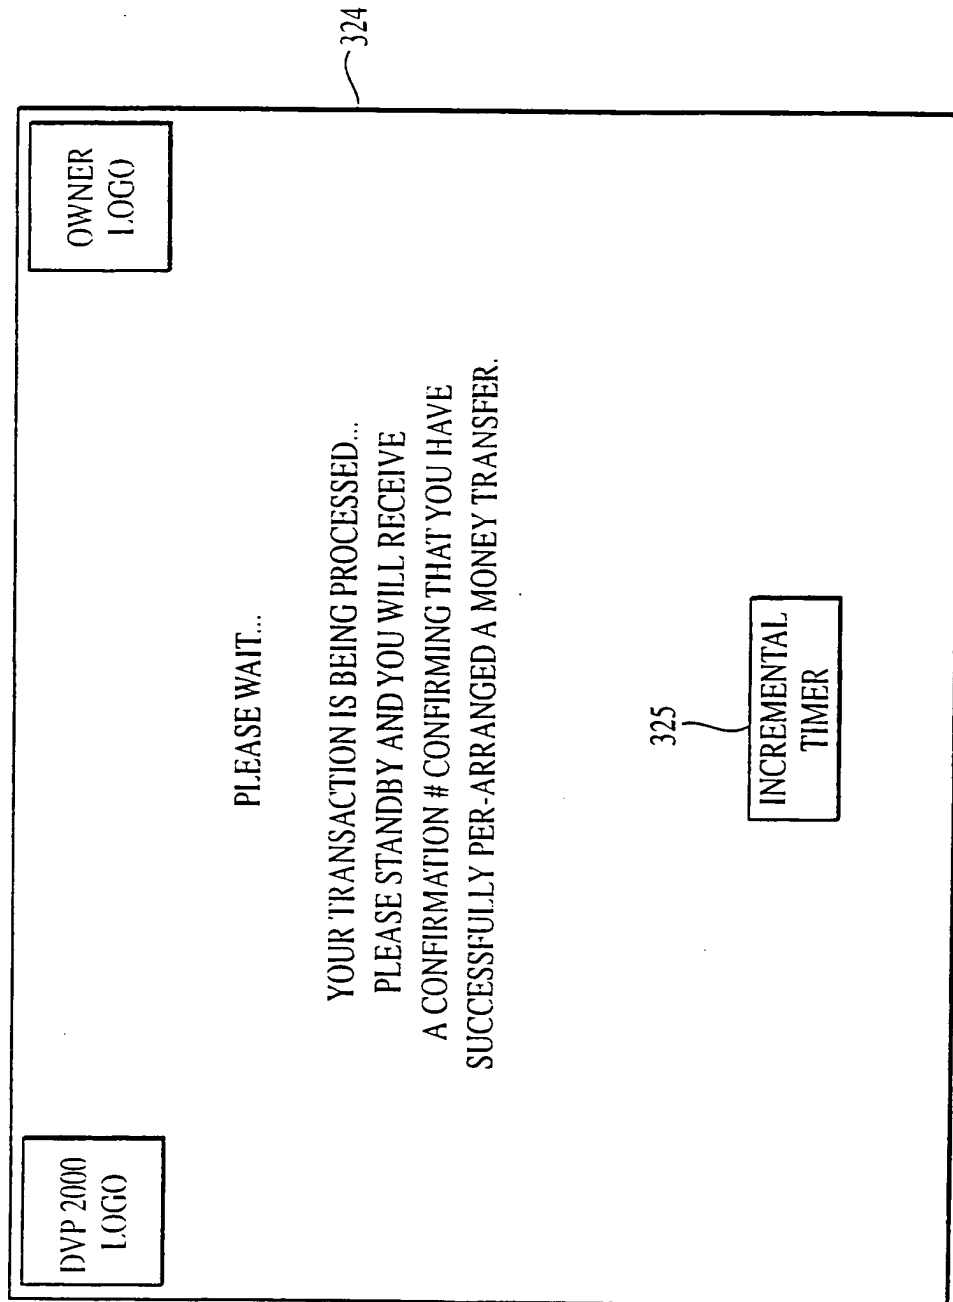 DVP 2000
LOGO
OWNER
LOGO
324
PLEASE WAIT...
YOUR TRANSACTION IS BEING PROCESSED...
PLEASE STANDBY AND YOU WILL RECEIVE
A CONFIRMATION # CONFIRMING THAT YOU HAVE
SUCCESSFULLY PER-ARRANGED A MONEY TRANSFER.
325
INCREMENTAL
TIMER